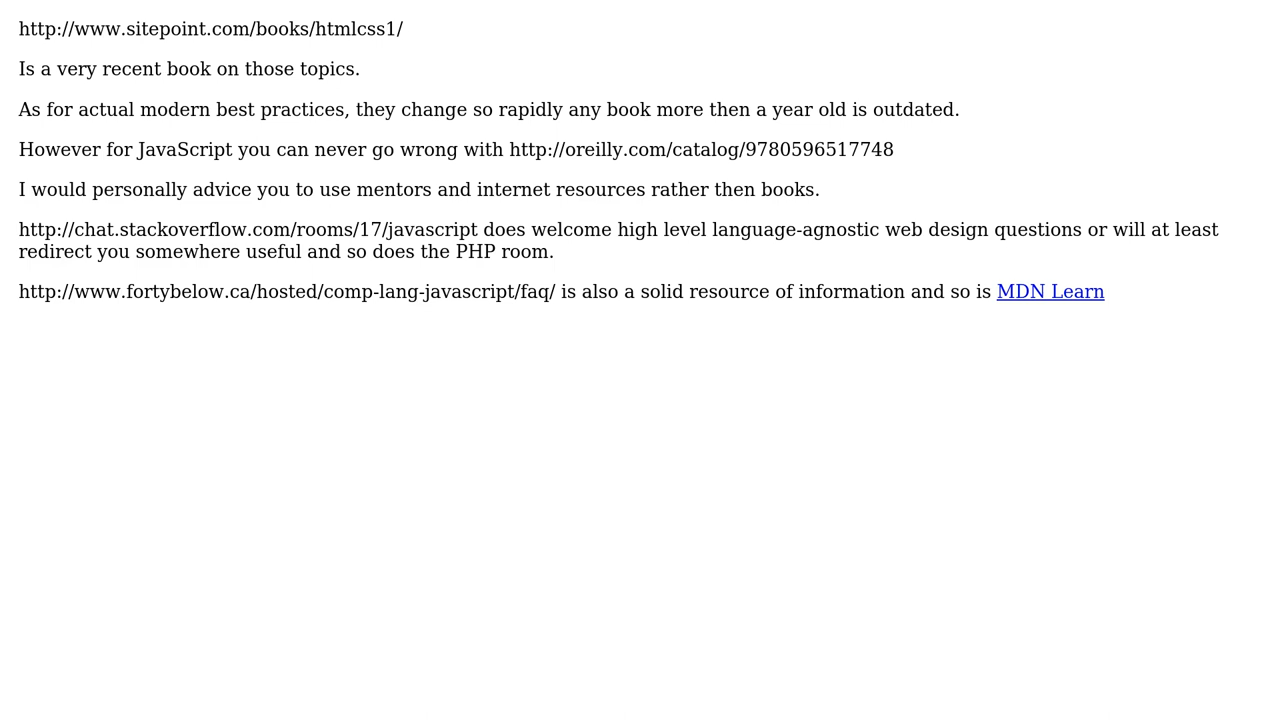 http://www.sitepoint.com/books/htmlcss1/
Is a very recent book on those topics.
As for actual modern best practices, they change so rapidly any book more then a year old is outdated.
However for JavaScript you can never go wrong with http://oreilly.com/catalog/9780596517748
I would personally advice you to use mentors and internet resources rather then books.
http://chat.stackoverflow.com/rooms/17/javascript does welcome high level language-agnostic web design questions or will at least
redirect you somewhere useful and so does the PHP room.
http://www.fortybelow.ca/hosted/comp-lang-javascript/faq/ is also a solid resource of information and so is MDN Learn